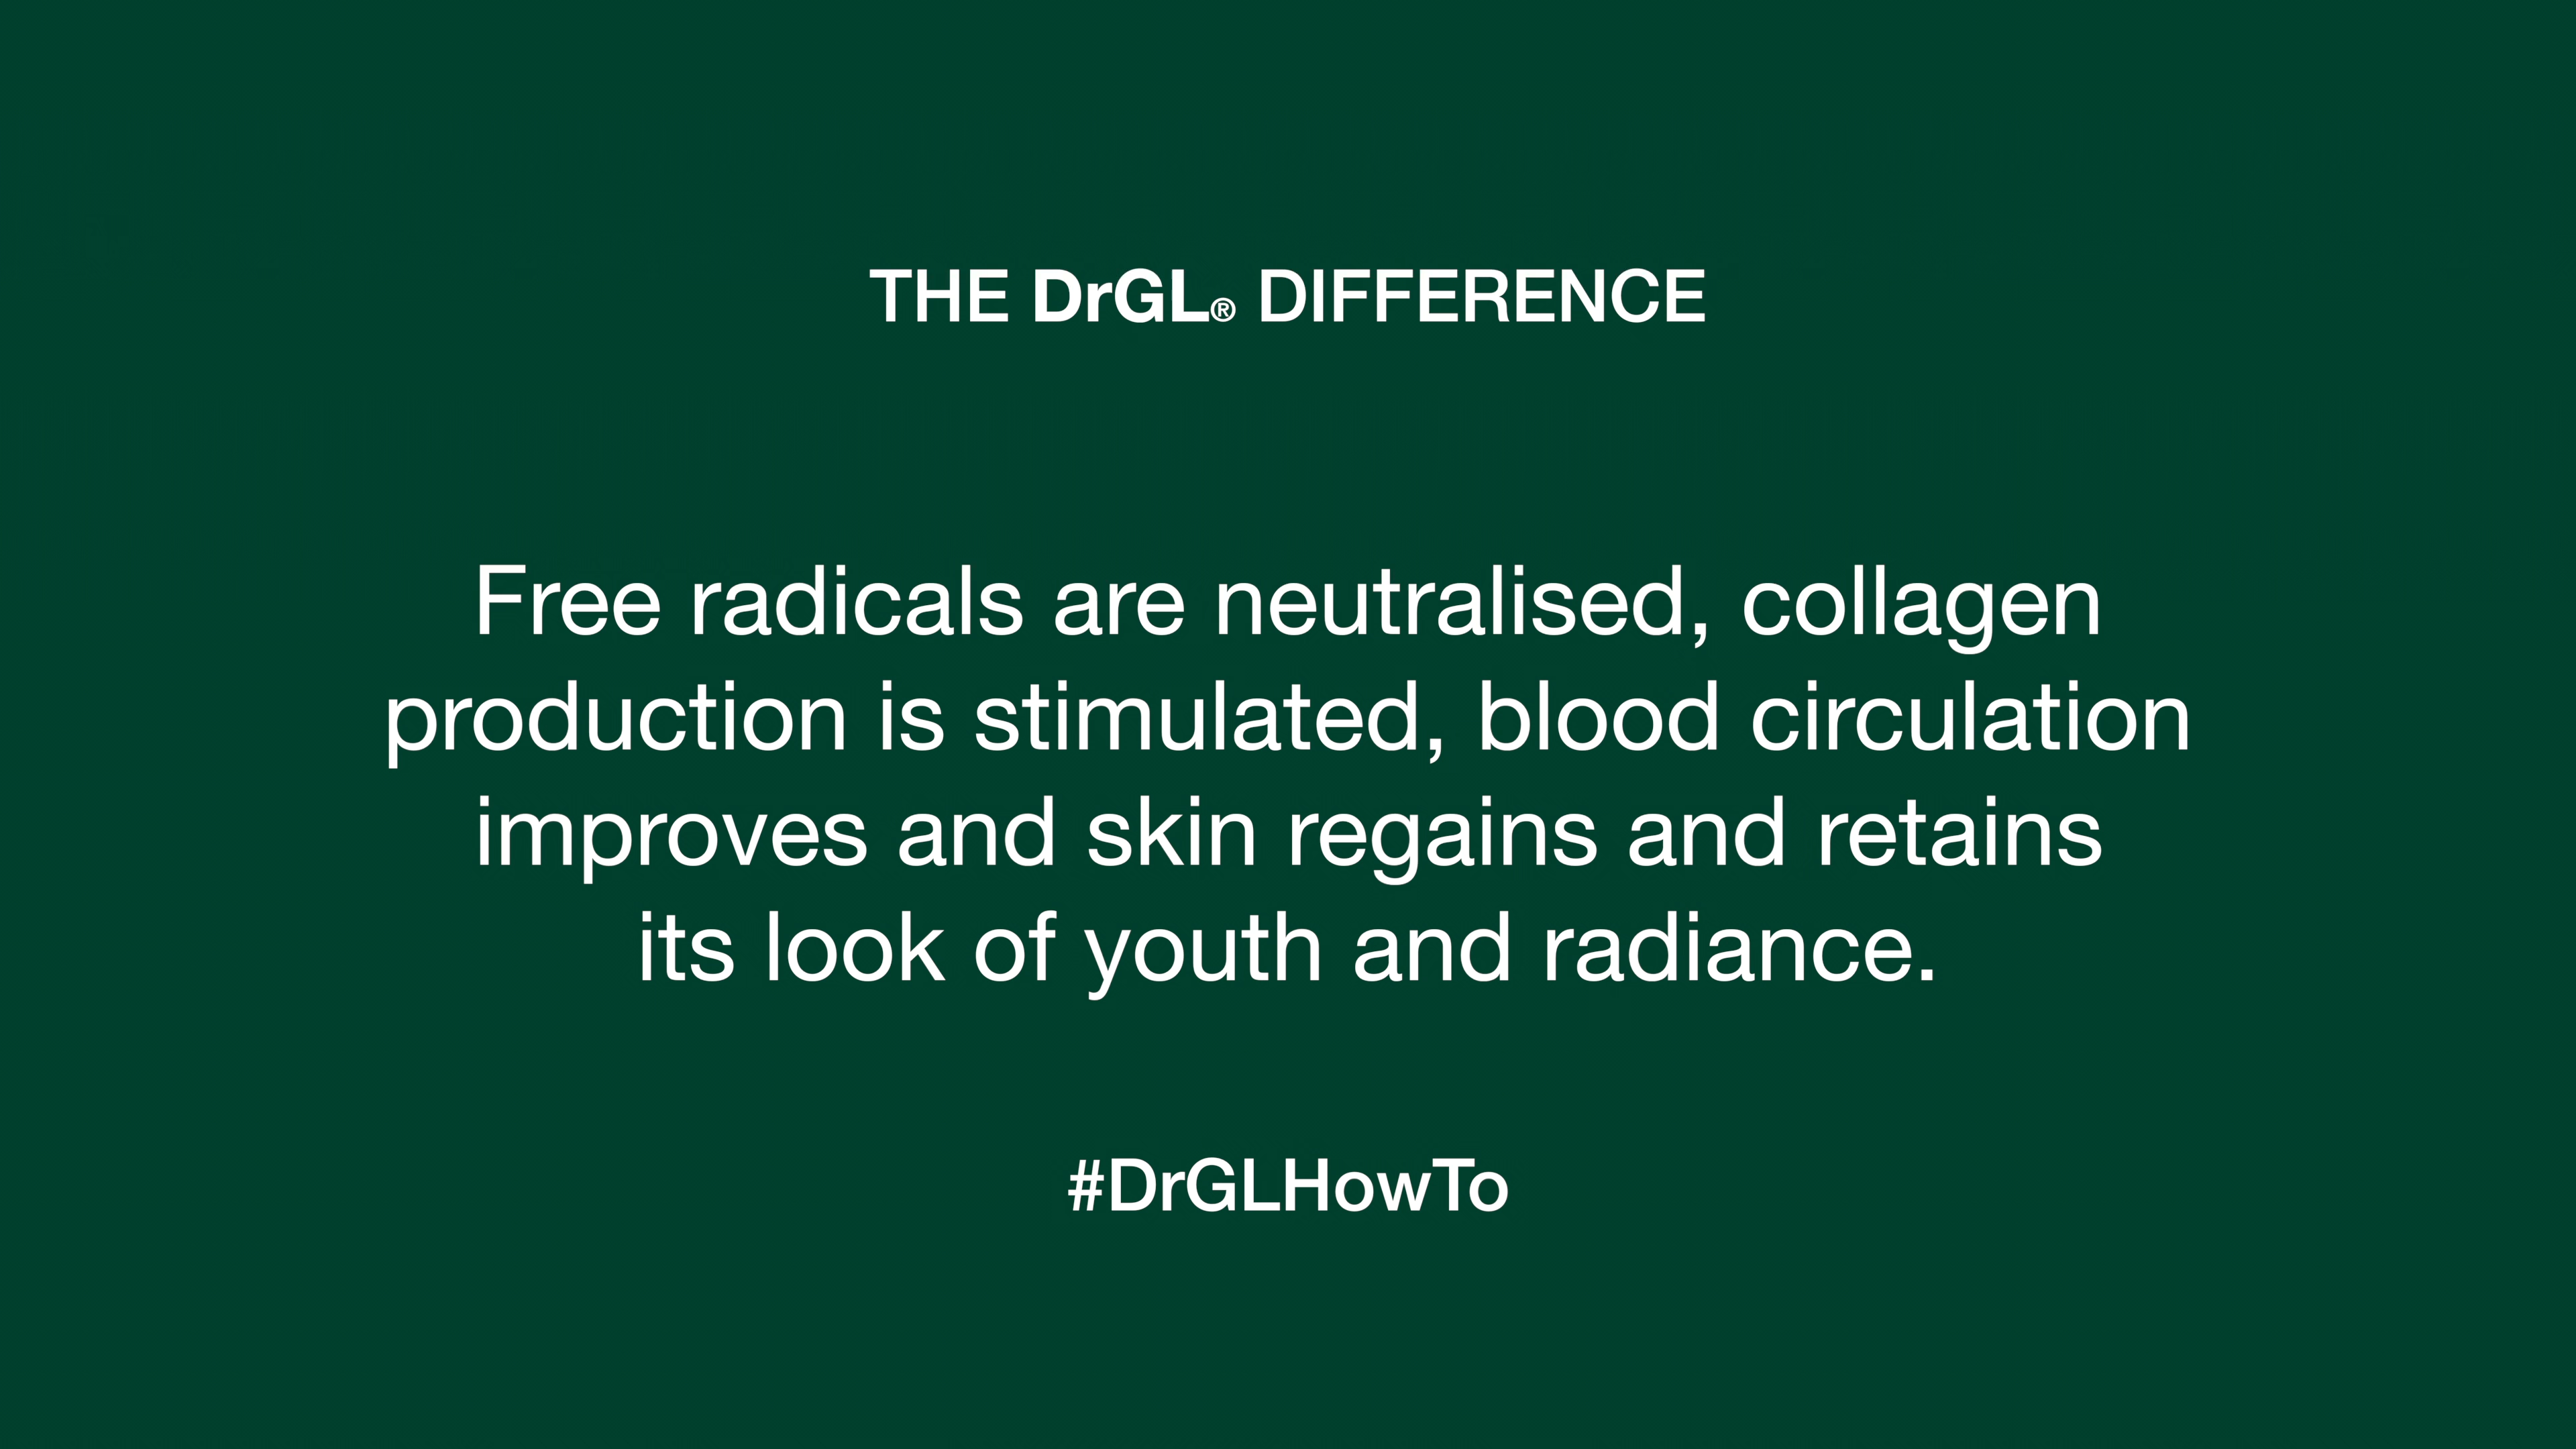 THE DrGL® DIFFERENCE
Free radicals are neutralised, collagen
production is stimulated, blood circulation
improves and skin regains and retains
its look of youth and radiance.
#DrGLHowTo